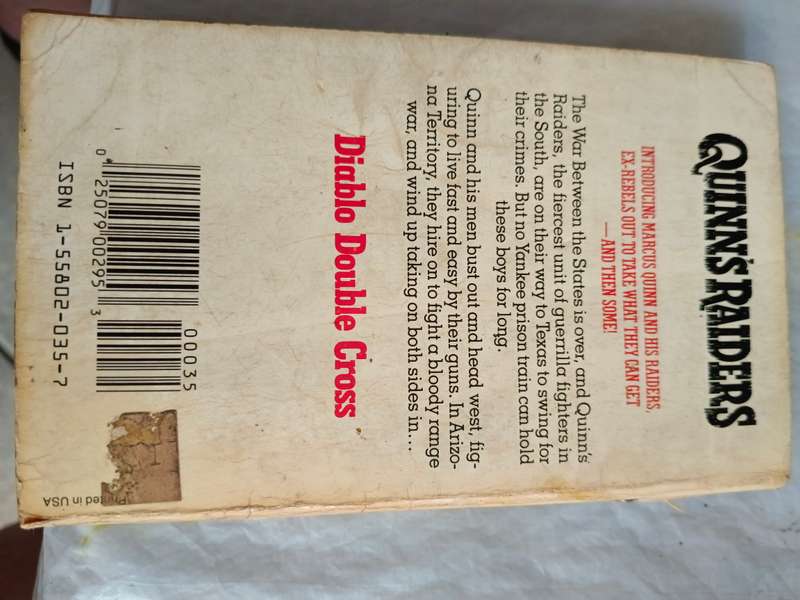 QUINN'S RAIDERS
INTRODUCING MARCUS QUINN AND HIS RAIDERS,
EX-REBELS OUT TO TAKE WHAT THEY CAN GET
—AND THEN SOME!
The War Between the States is over, and Quinn's
Raiders, the fiercest unit of guerrilla fighters in
the South, are on their way to Texas to swing for
their crimes. But no Yankee prison train can hold
these boys for long.
Quinn and his men bust out and head west, fig-
uring to live fast and easy by their guns. In Arizo-
na Territory, they hire on to fight a bloody range
war, and wind up taking on both sides in...
Diablo Double Cross
00035
0 25079 00295 3
ISBN 1-55802-035-7
Printed in USA